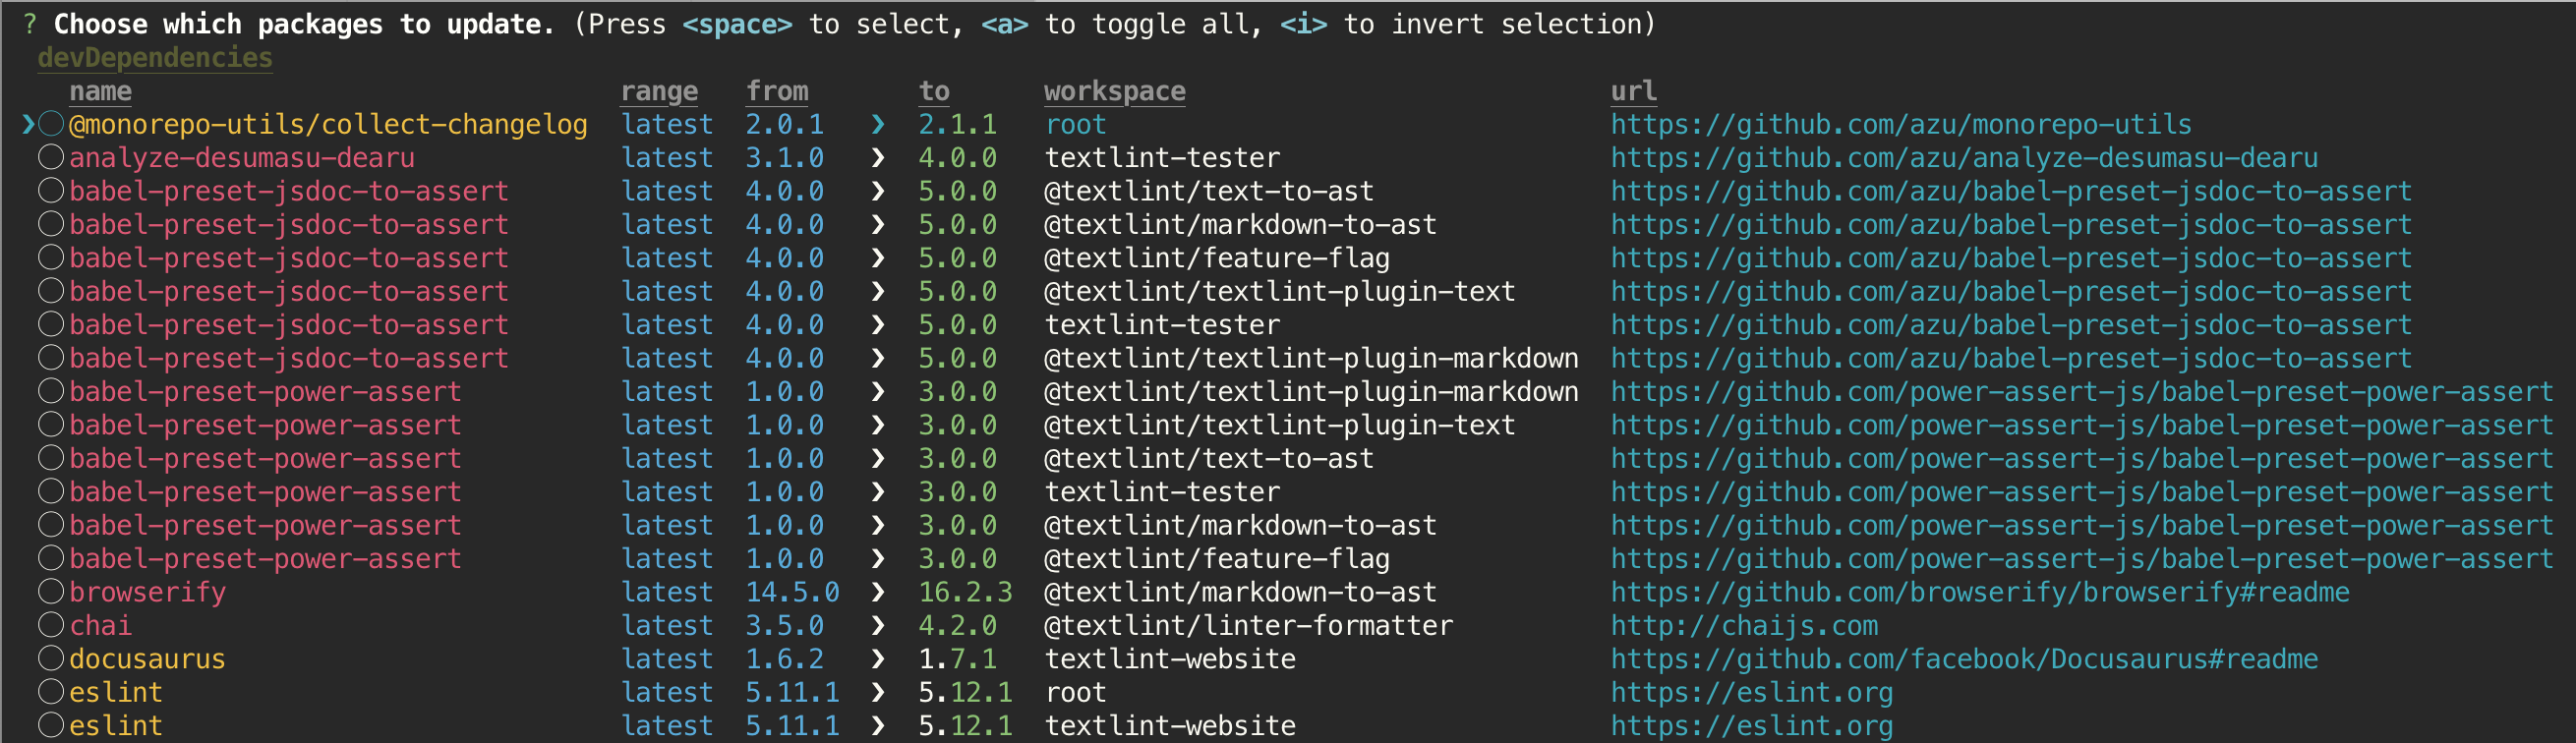 ? Choose which packages to update. (Press <space> to select, <a> to toggle all, <i> to invert selection)
devDependencies
name range from to workspace url
❯◯ @monorepo-utils/collect-changelog latest 2.0.1 ❯ 2.1.1 root https://github.com/azu/monorepo-utils
◯ analyze-desumasu-dearu latest 3.1.0 ❯ 4.0.0 textlint-tester https://github.com/azu/analyze-desumasu-dearu
◯ babel-preset-jsdoc-to-assert latest 4.0.0 ❯ 5.0.0 @textlint/text-to-ast https://github.com/azu/babel-preset-jsdoc-to-assert
◯ babel-preset-jsdoc-to-assert latest 4.0.0 ❯ 5.0.0 @textlint/markdown-to-ast https://github.com/azu/babel-preset-jsdoc-to-assert
◯ babel-preset-jsdoc-to-assert latest 4.0.0 ❯ 5.0.0 @textlint/feature-flag https://github.com/azu/babel-preset-jsdoc-to-assert
◯ babel-preset-jsdoc-to-assert latest 4.0.0 ❯ 5.0.0 @textlint/textlint-plugin-text https://github.com/azu/babel-preset-jsdoc-to-assert
◯ babel-preset-jsdoc-to-assert latest 4.0.0 ❯ 5.0.0 textlint-tester https://github.com/azu/babel-preset-jsdoc-to-assert
◯ babel-preset-jsdoc-to-assert latest 4.0.0 ❯ 5.0.0 @textlint/textlint-plugin-markdown https://github.com/azu/babel-preset-jsdoc-to-assert
◯ babel-preset-power-assert latest 1.0.0 ❯ 3.0.0 @textlint/textlint-plugin-markdown https://github.com/power-assert-js/babel-preset-power-assert
◯ babel-preset-power-assert latest 1.0.0 ❯ 3.0.0 @textlint/textlint-plugin-text https://github.com/power-assert-js/babel-preset-power-assert
◯ babel-preset-power-assert latest 1.0.0 ❯ 3.0.0 @textlint/text-to-ast https://github.com/power-assert-js/babel-preset-power-assert
◯ babel-preset-power-assert latest 1.0.0 ❯ 3.0.0 textlint-tester https://github.com/power-assert-js/babel-preset-power-assert
◯ babel-preset-power-assert latest 1.0.0 ❯ 3.0.0 @textlint/markdown-to-ast https://github.com/power-assert-js/babel-preset-power-assert
◯ babel-preset-power-assert latest 1.0.0 ❯ 3.0.0 @textlint/feature-flag https://github.com/power-assert-js/babel-preset-power-assert
◯ browserify latest 14.5.0 ❯ 16.2.3 @textlint/markdown-to-ast https://github.com/browserify/browserify#readme
◯ chai latest 3.5.0 ❯ 4.2.0 @textlint/linter-formatter http://chaijs.com
◯ docusaurus latest 1.6.2 ❯ 1.7.1 textlint-website https://github.com/facebook/Docusaurus#readme
◯ eslint latest 5.11.1 ❯ 5.12.1 root https://eslint.org
◯ eslint latest 5.11.1 ❯ 5.12.1 textlint-website https://eslint.org